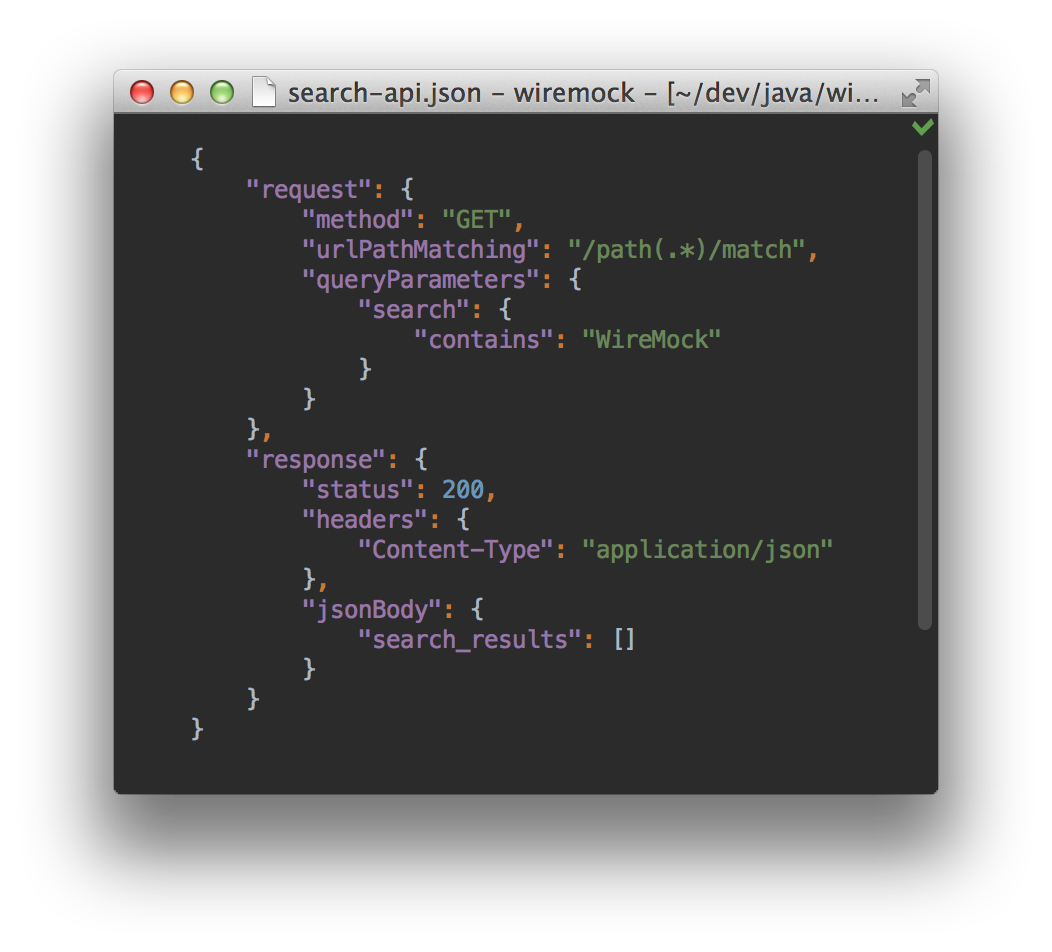 search-api.json – wiremock – [~/dev/java/wi...
{
    "request": {
        "method": "GET",
        "urlPathMatching": "/path(.*)/match",
        "queryParameters": {
            "search": {
                "contains": "WireMock"
            }
        }
    },
    "response": {
        "status": 200,
        "headers": {
            "Content-Type": "application/json"
        },
        "jsonBody": {
            "search_results": []
        }
    }
}